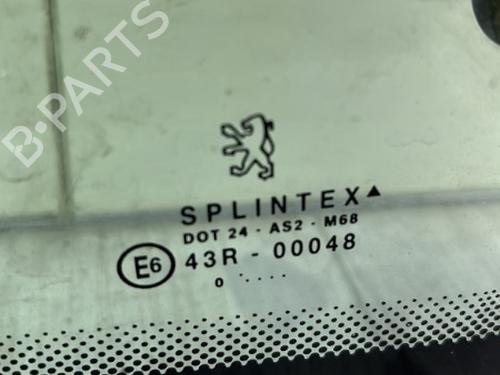 B-PARTS
SPLINTEX▲
DOT 24 - AS2 - M68
E6 43R - 00048
0 ·....